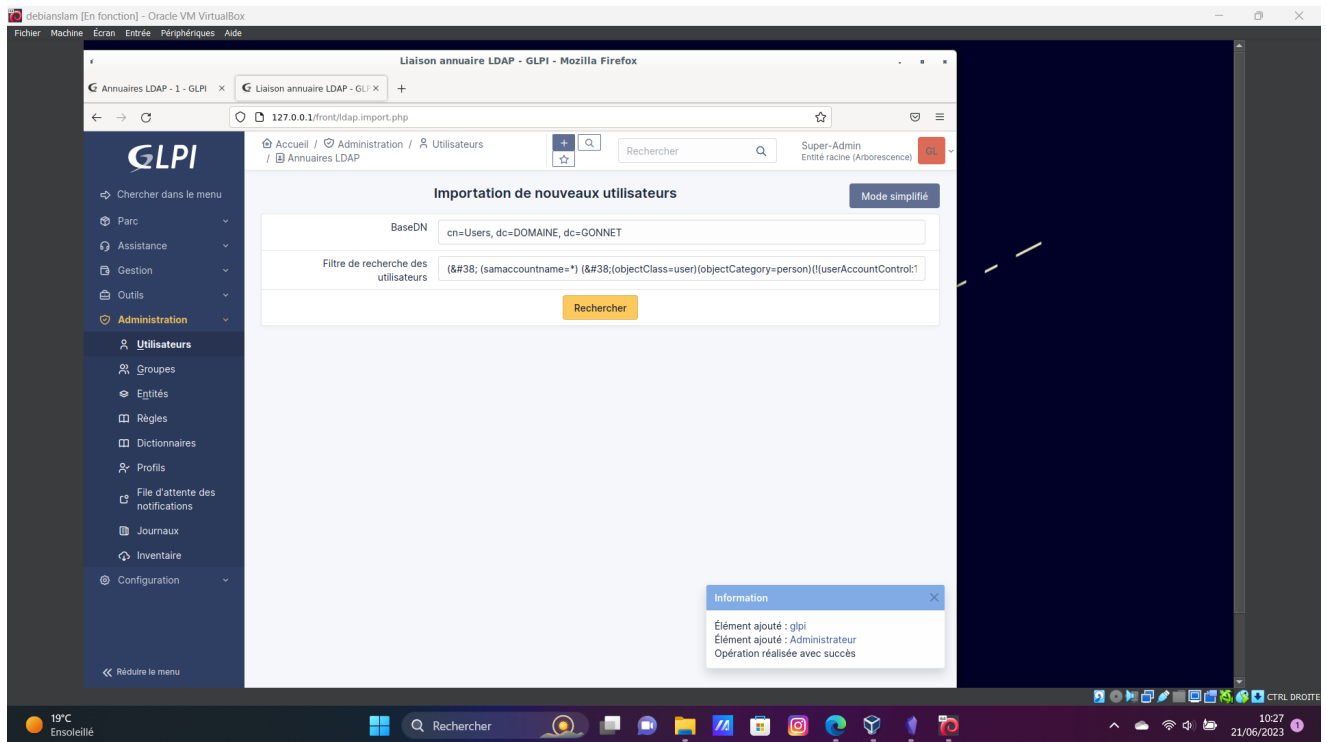 debianslam [En fonction] - Oracle VM VirtualBox
Fichier Machine Écran Entrée Périphériques Aide
Liaison annuaire LDAP - GLPI - Mozilla Firefox
Annuaires LDAP - 1 - GLPI
Liaison annuaire LDAP - GLP
127.0.0.1/front/ldap.import.php
GLPI
Accueil / Administration / Utilisateurs
/ Annuaires LDAP
Rechercher
Super-Admin
Entité racine (Arborescence)
GL
Chercher dans le menu
Parc
Assistance
Gestion
Outils
Administration
Utilisateurs
Groupes
Entités
Règles
Dictionnaires
Profils
File d'attente des
notifications
Journaux
Inventaire
Configuration
Réduire le menu
Importation de nouveaux utilisateurs
Mode simplifié
BaseDN
cn=Users, dc=DOMAINE, dc=GONNET
Filtre de recherche des
utilisateurs
(&#38; (samaccountname=*) (&#38;(objectClass=user)(objectCategory=person)(!(userAccountControl:1
Rechercher
Information
Élément ajouté : glpi
Élément ajouté : Administrateur
Opération réalisée avec succès
CTRL DROITE
19°C
Ensoleillé
Rechercher
10:27
21/06/2023
1